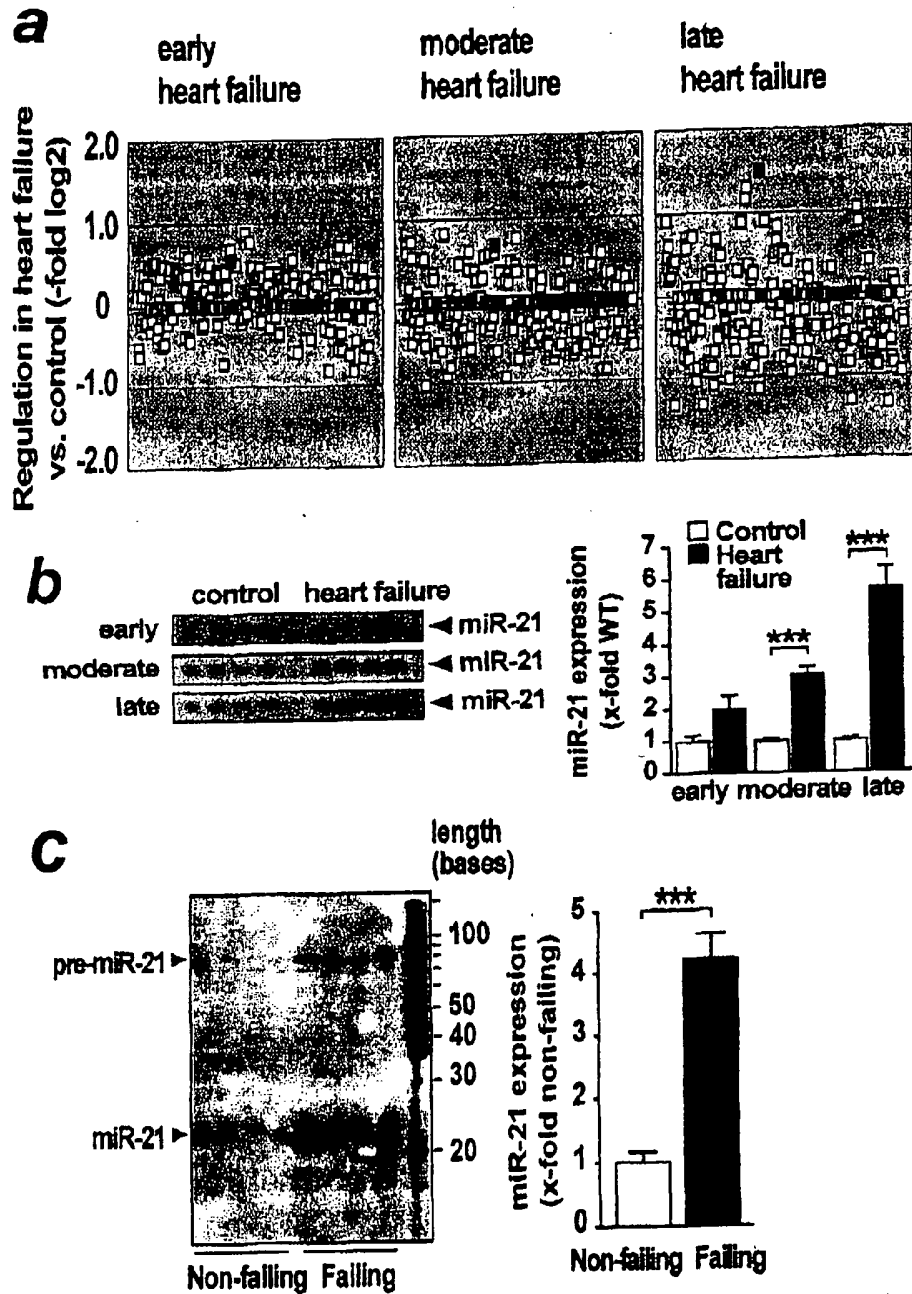 a
early
heart failure
moderate
heart failure
late
heart failure
Regulation in heart failure
vs. control (-fold log2)
2.0
1.0
0
-1.0
-2.0
b
control heart failure
early
miR-21
moderate
miR-21
late
miR-21
miR-21 expression
(x-fold WT)
7
6
5
4
3
2
1
0
Control
Heart
failure
***
***
early moderate late
c
length
(bases)
pre-miR-21
miR-21
100
50
40
30
20
Non-failing Failing
miR-21 expression
(x-fold non-failing)
5
4
3
2
1
0
***
Non-failing Failing